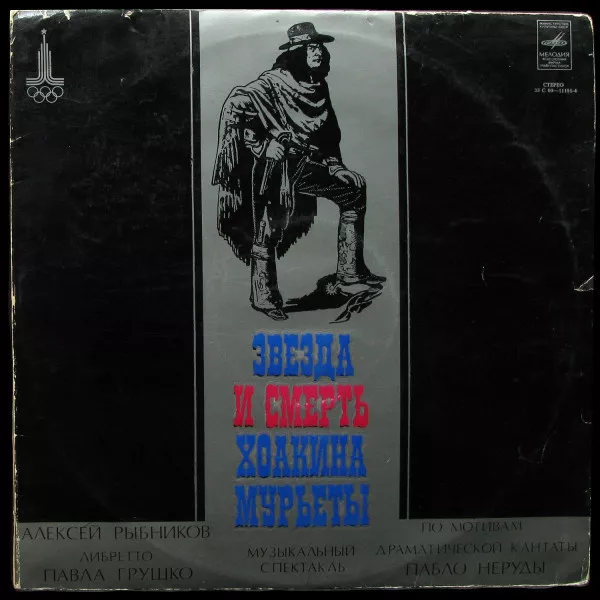 МЕЛОДИЯ
СТЕРЕО
ЗВЕЗДА
И СМЕРТЬ
ХОАКИНА
МУРЬЕТЫ
АЛЕКСЕЙ РЫБНИКОВ
ЛИБРЕТТО
ПАВЛА ГРУШКО
МУЗЫКАЛЬНЫЙ
СПЕКТАКЛЬ
ПО МОТИВАМ
ДРАМАТИЧЕСКОЙ КАНТАТЫ
ПАБЛО НЕРУДЫ